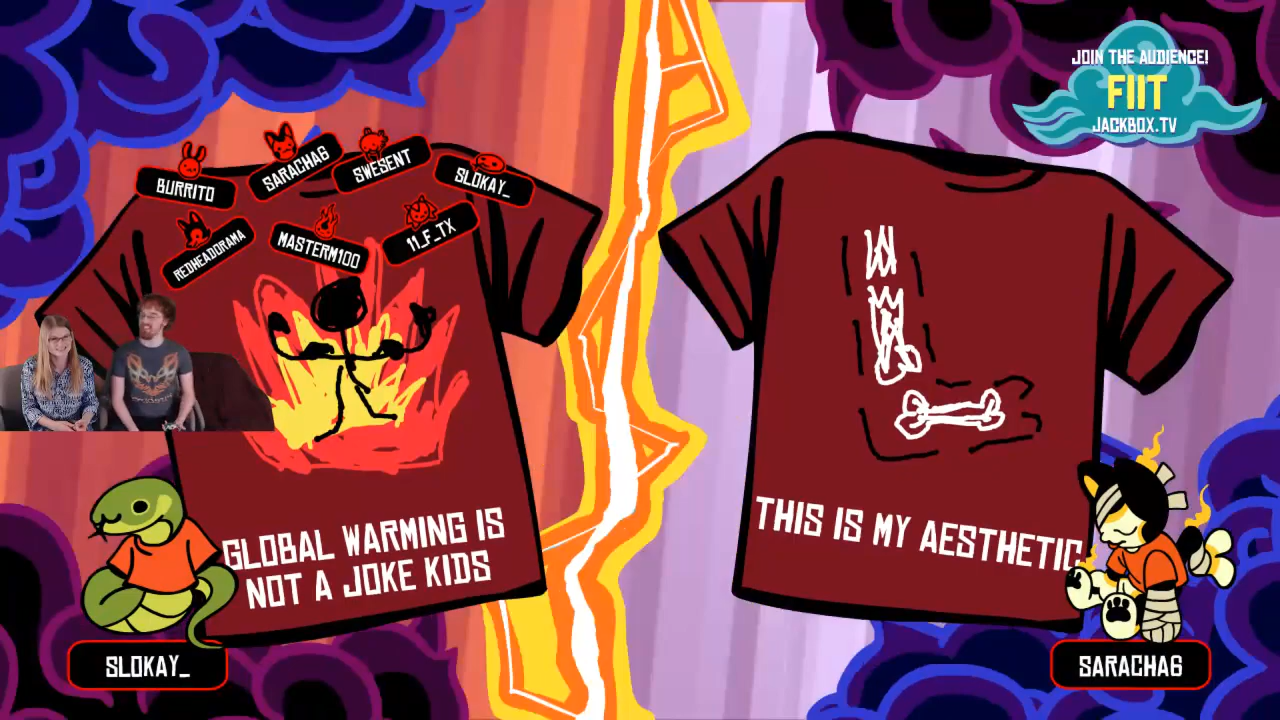 JOIN THE AUDIENCE!
FIIT
JACKBOX.TV
BURRITO
SARACHA6
SWESENT
SLOKAY_
REDHEADORAMA
MASTERM100
11_F_TX
GLOBAL WARMING IS
NOT A JOKE KIDS
THIS IS MY AESTHETIC
SLOKAY_
SARACHA6